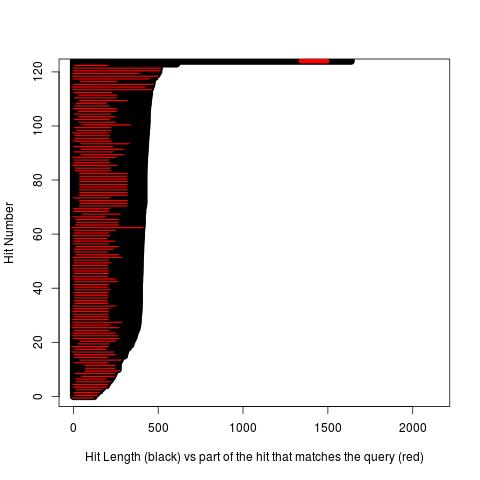 120
100
80
60
40
20
0
Hit Number
0 500 1000 1500 2000
Hit Length (black) vs part of the hit that matches the query (red)